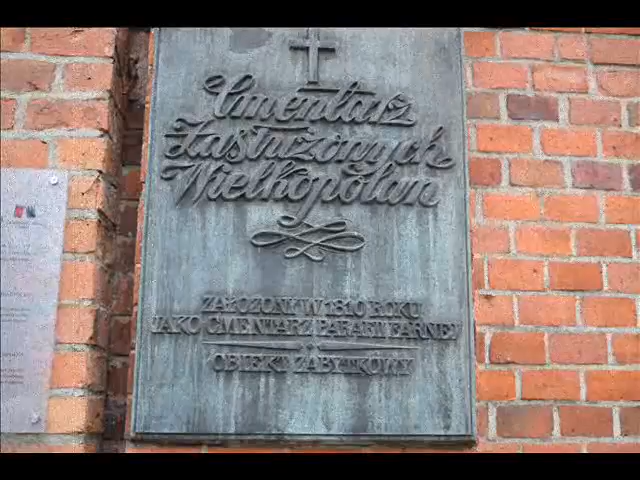 Cmentarz
Zasłużonych
Wielkopolan
ZAŁOŻONY W 1810 ROKU
JAKO CMENTARZ PARAFII FARNEJ
OBIEKT ZABYTKOWY